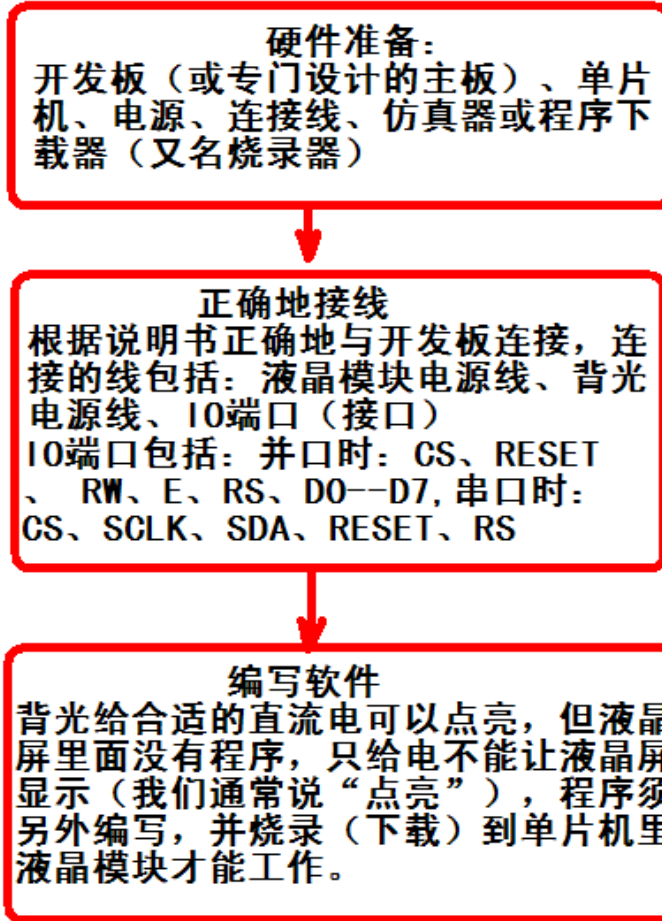 硬件准备:
开发板（或专门设计的主板）、单片
机、电源、连接线、仿真器或程序下
载器（又名烧录器）
正确地接线
根据说明书正确地与开发板连接，连
接的线包括：液晶模块电源线、背光
电源线、IO端口（接口）
IO端口包括：并口时：CS、RESET
、 RW、E、RS、D0--D7,串口时：
CS、SCLK、SDA、RESET、RS
编写软件
背光给合适的直流电可以点亮，但液晶
屏里面没有程序，只给电不能让液晶屏
显示（我们通常说“点亮”），程序须
另外编写，并烧录（下载）到单片机里
液晶模块才能工作。